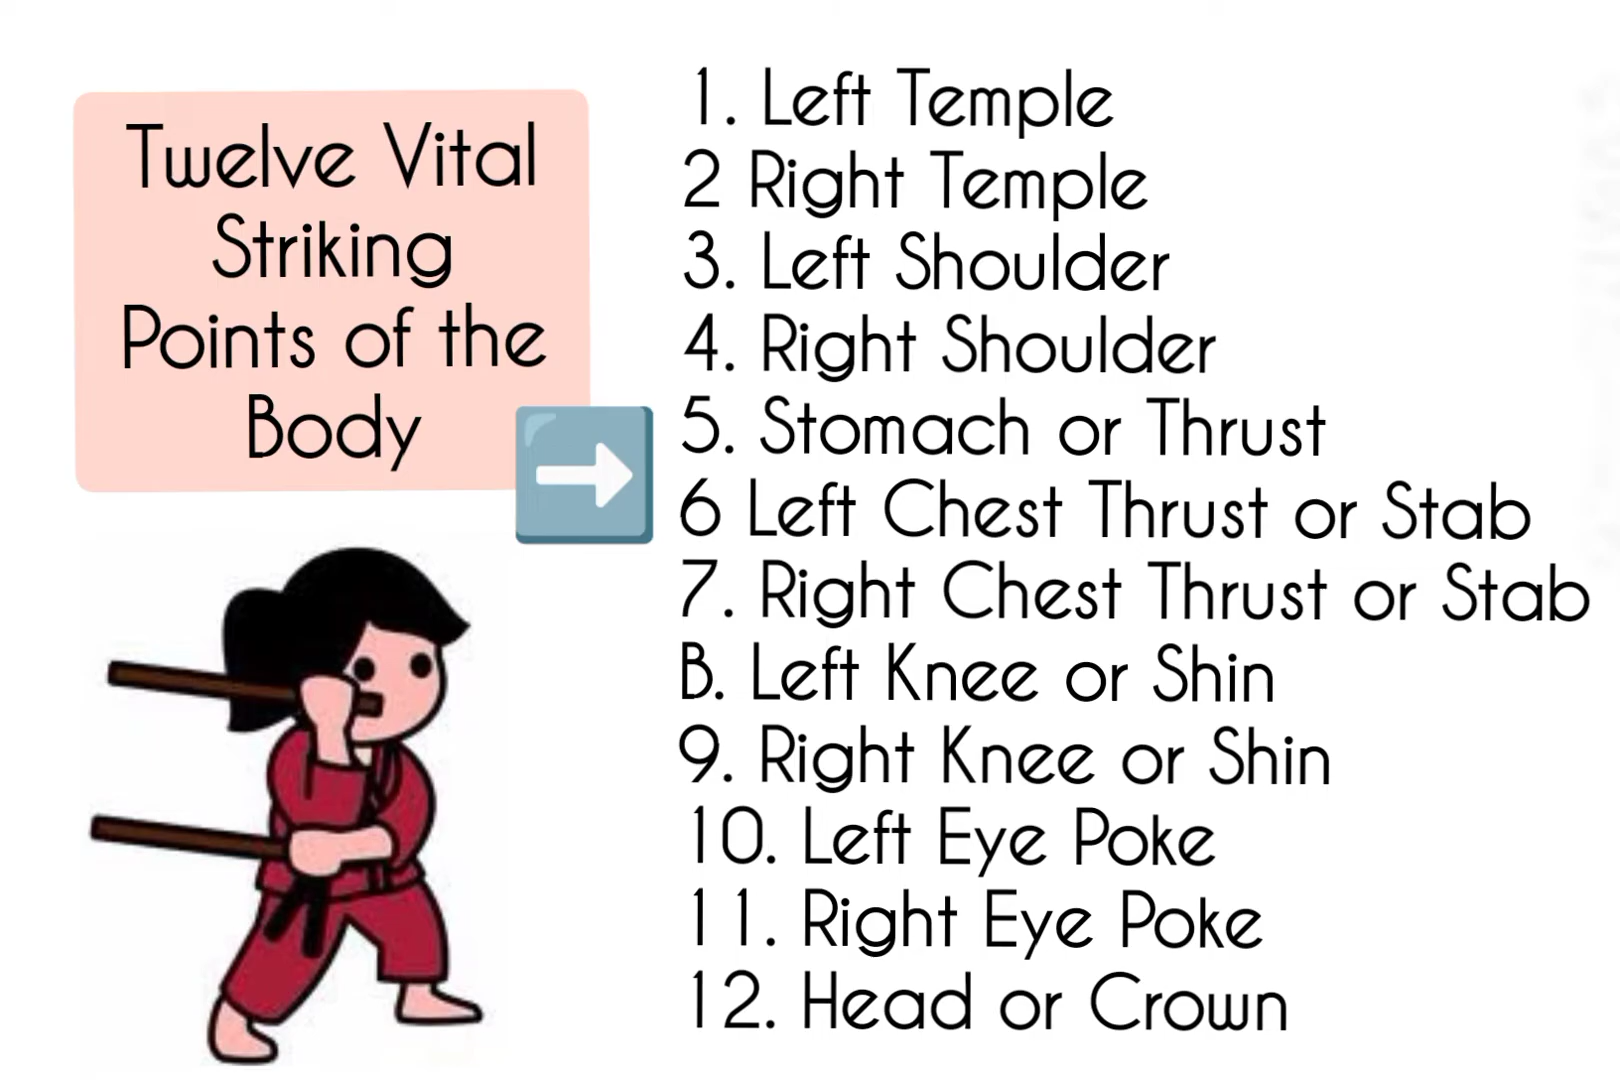 Twelve Vital
Striking
Points of the
Body
1. Left Temple
2 Right Temple
3. Left Shoulder
4. Right Shoulder
5. Stomach or Thrust
6 Left Chest Thrust or Stab
7. Right Chest Thrust or Stab
B. Left Knee or Shin
9. Right Knee or Shin
10. Left Eye Poke
11. Right Eye Poke
12. Head or Crown